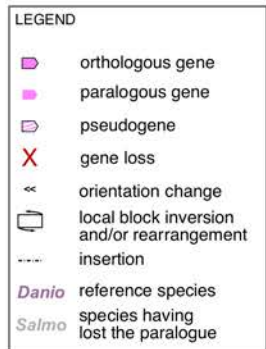 LEGEND
orthologous gene
paralogous gene
pseudogene
X gene loss
<< orientation change
local block inversion
and/or rearrangement
insertion
Danio reference species
Salmo species having
lost the paralogue